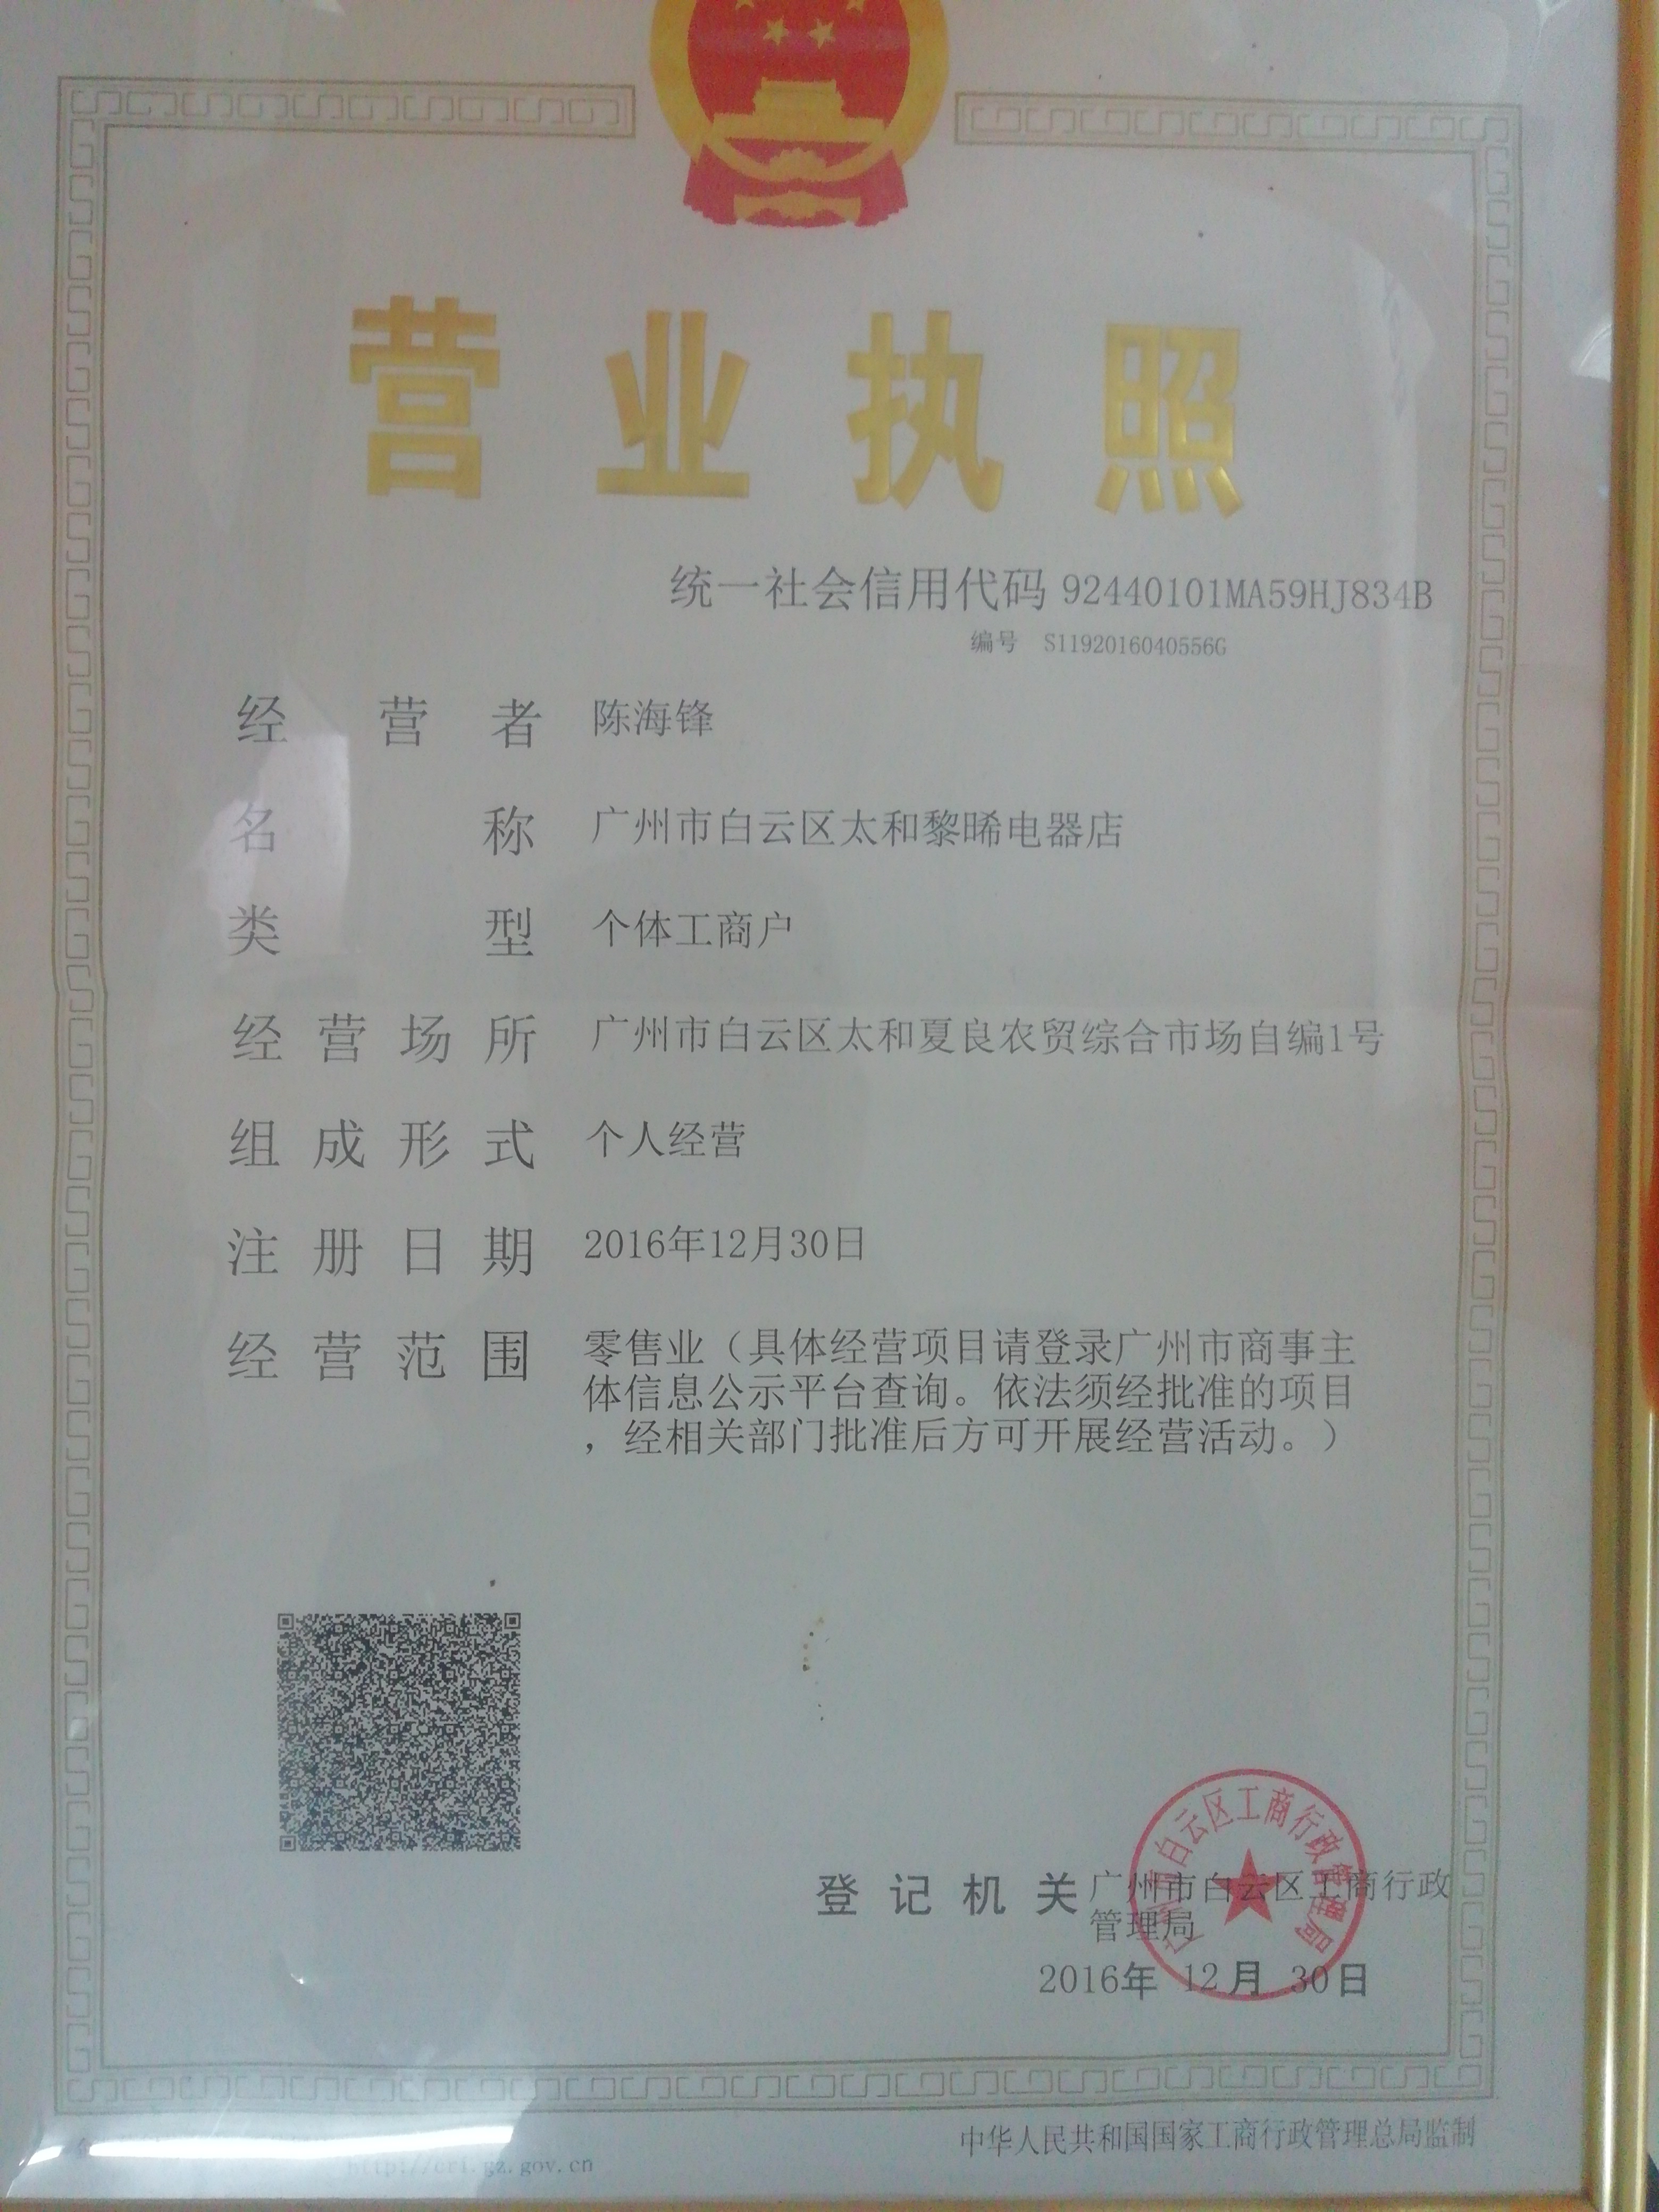 营业执照
统一社会信用代码 92440101MA59HJ834B
编号 S1192016040556G
经营者 陈海锋
名称 广州市白云区太和黎晞电器店
类型 个体工商户
经营场所 广州市白云区太和夏良农贸综合市场自编1号
组成形式 个人经营
注册日期 2016年12月30日
经营范围 零售业（具体经营项目请登录广州市商事主
体信息公示平台查询。依法须经批准的项目
，经相关部门批准后方可开展经营活动。）
广州市白云区工商行政管理局
登记机关 广州市白云区工商行政
管理局
2016年 12月 30日
http://cri.gz.gov.cn
中华人民共和国国家工商行政管理总局监制